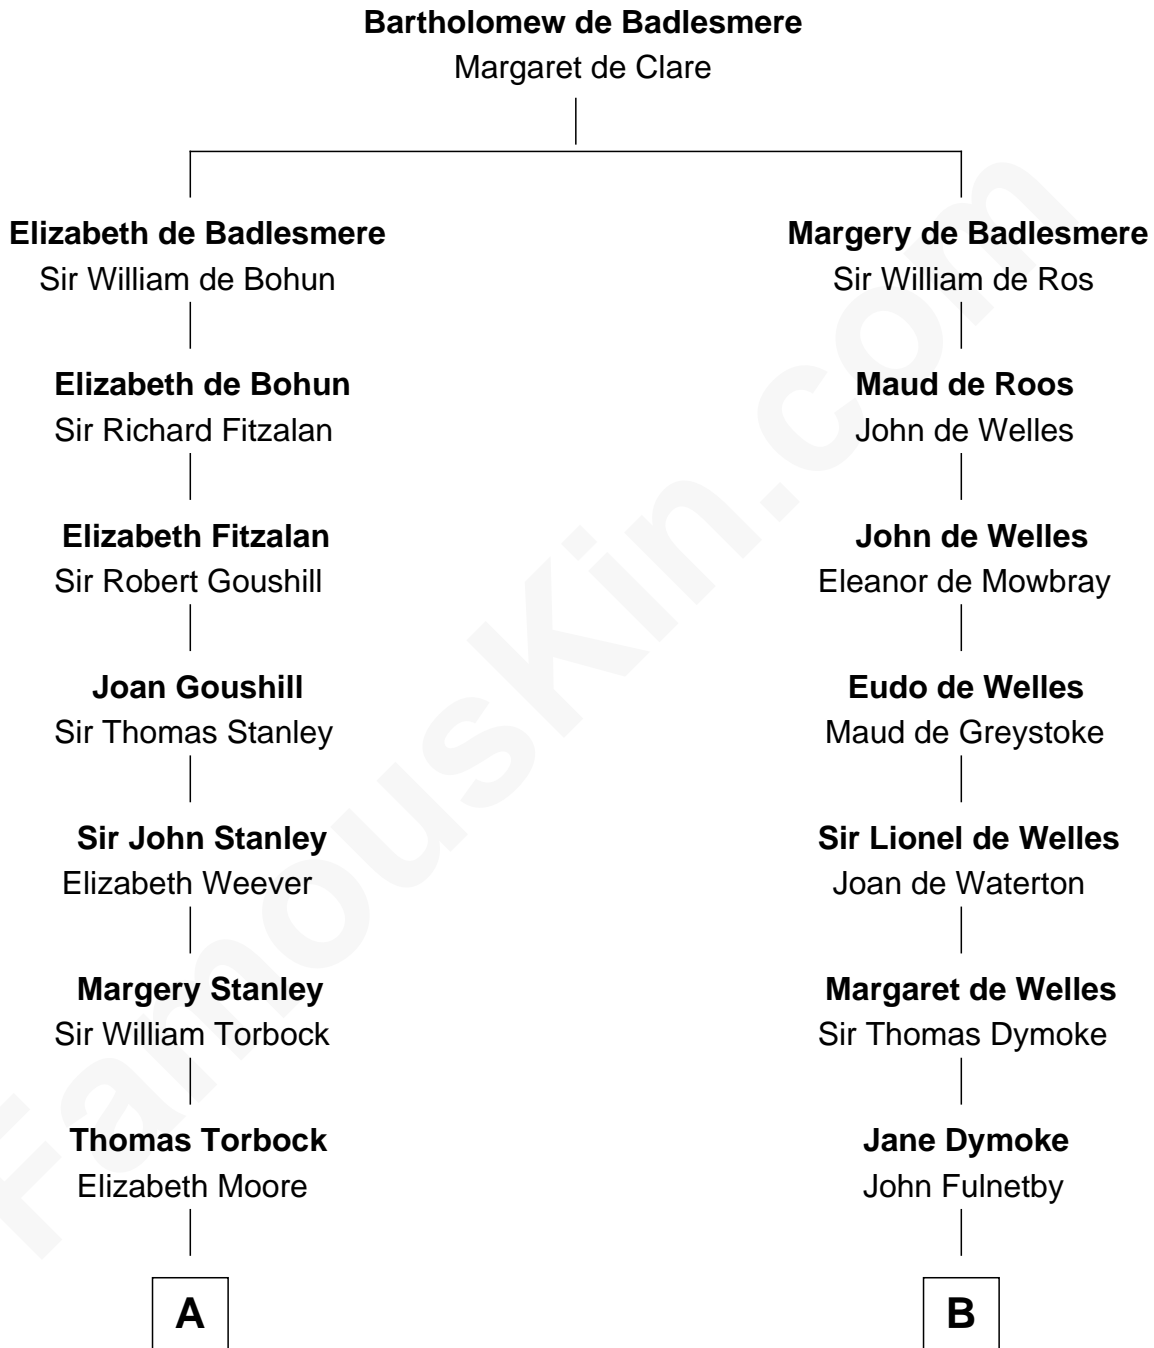 Bartholomew de Badlesmere
Margaret de Clare
Elizabeth de Badlesmere
Sir William de Bohun
Elizabeth de Bohun
Sir Richard Fitzalan
Elizabeth Fitzalan
Sir Robert Goushill
Joan Goushill
Sir Thomas Stanley
Sir John Stanley
Elizabeth Weever
Margery Stanley
Sir William Torbock
Thomas Torbock
Elizabeth Moore
A
Margery de Badlesmere
Sir William de Ros
Maud de Roos
John de Welles
John de Welles
Eleanor de Mowbray
Eudo de Welles
Maud de Greystoke
Sir Lionel de Welles
Joan de Waterton
Margaret de Welles
Sir Thomas Dymoke
Jane Dymoke
John Fulnetby
B
FamousKin.com